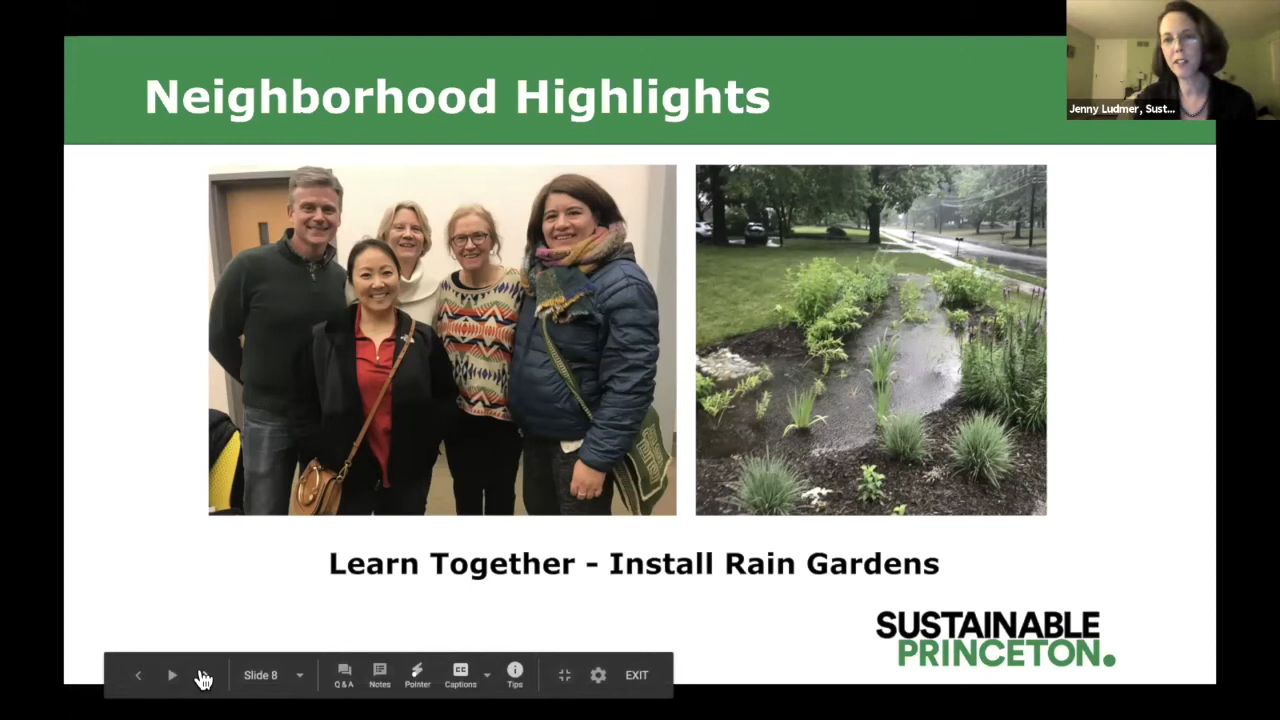 Neighborhood Highlights
Jenny Ludmer, Sust...
Learn Together - Install Rain Gardens
SUSTAINABLE
PRINCETON.
Slide 8
Q & A
Notes
Pointer
CC
Captions
Tips
EXIT